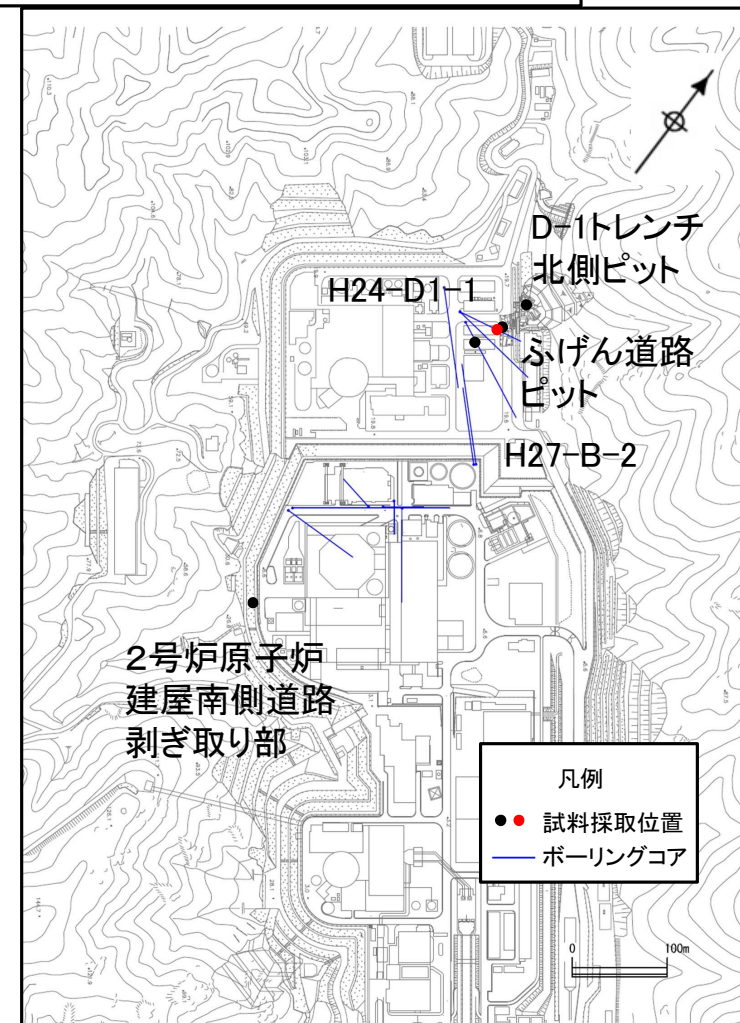 D-1トレンチ
北側ピット
H24-D1-1
ふげん道路
ピット
H27-B-2
2号炉原子炉
建屋南側道路
剥ぎ取り部
凡例
試料採取位置
ボーリングコア
0 100m